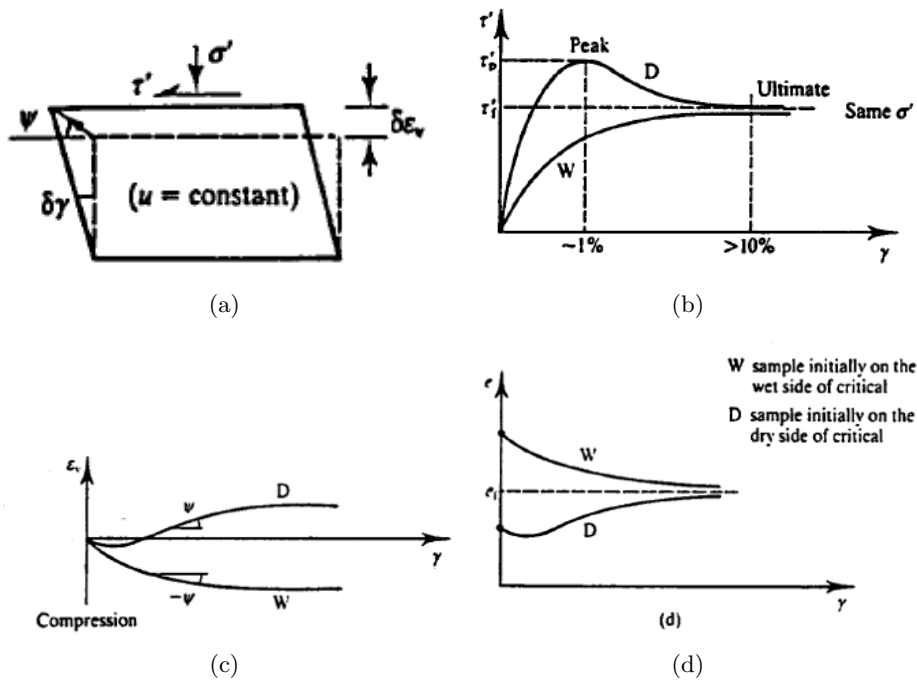 σ'
τ'
ψ
δε_v
δγ
(u = constant)
(a)
τ'
Peak
τ'_p
D
Ultimate
τ'_f
Same σ'
W
~1%
>10%
γ
(b)
ε_v
D
ψ
γ
-ψ
W
Compression
(c)
W sample initially on the
wet side of critical
D sample initially on the
dry side of critical
e
W
e_f
D
γ
(d)
(d)